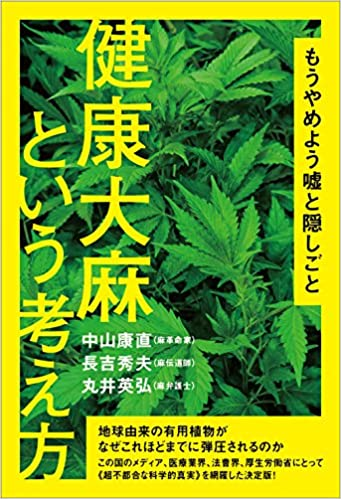 もうやめよう嘘と隠しごと
健康大麻
という考え方
中山康直(麻革命家)
長吉秀夫(麻伝道師)
丸井英弘(麻弁護士)
地球由来の有用植物が
なぜこれほどまでに弾圧されるのか
この国のメディア、医療業界、法曹界、厚生労働省にとって
《超不都合な科学的真実》を網羅した決定版!